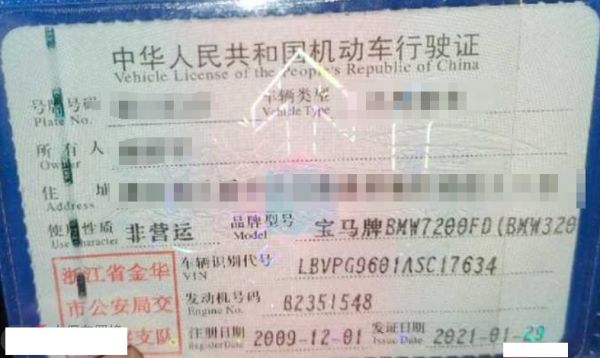 中华人民共和国机动车行驶证
Vehicle License of the People's Republic of China
号牌号码 车辆类型
Plate No. Vehicle Type
所有人
Owner
住址
Address
使用性质 非营运 品牌型号 宝马牌BMW7200FD(BMW320
Use Character Model
浙江省金华 车辆识别代号 LBVPG9601ASC17634
VIN
市公安局交 发动机号码 B2351548
Engine No.
支队 注册日期 2009-12-01 发证日期 2021-01-29
Register Date Issue Date